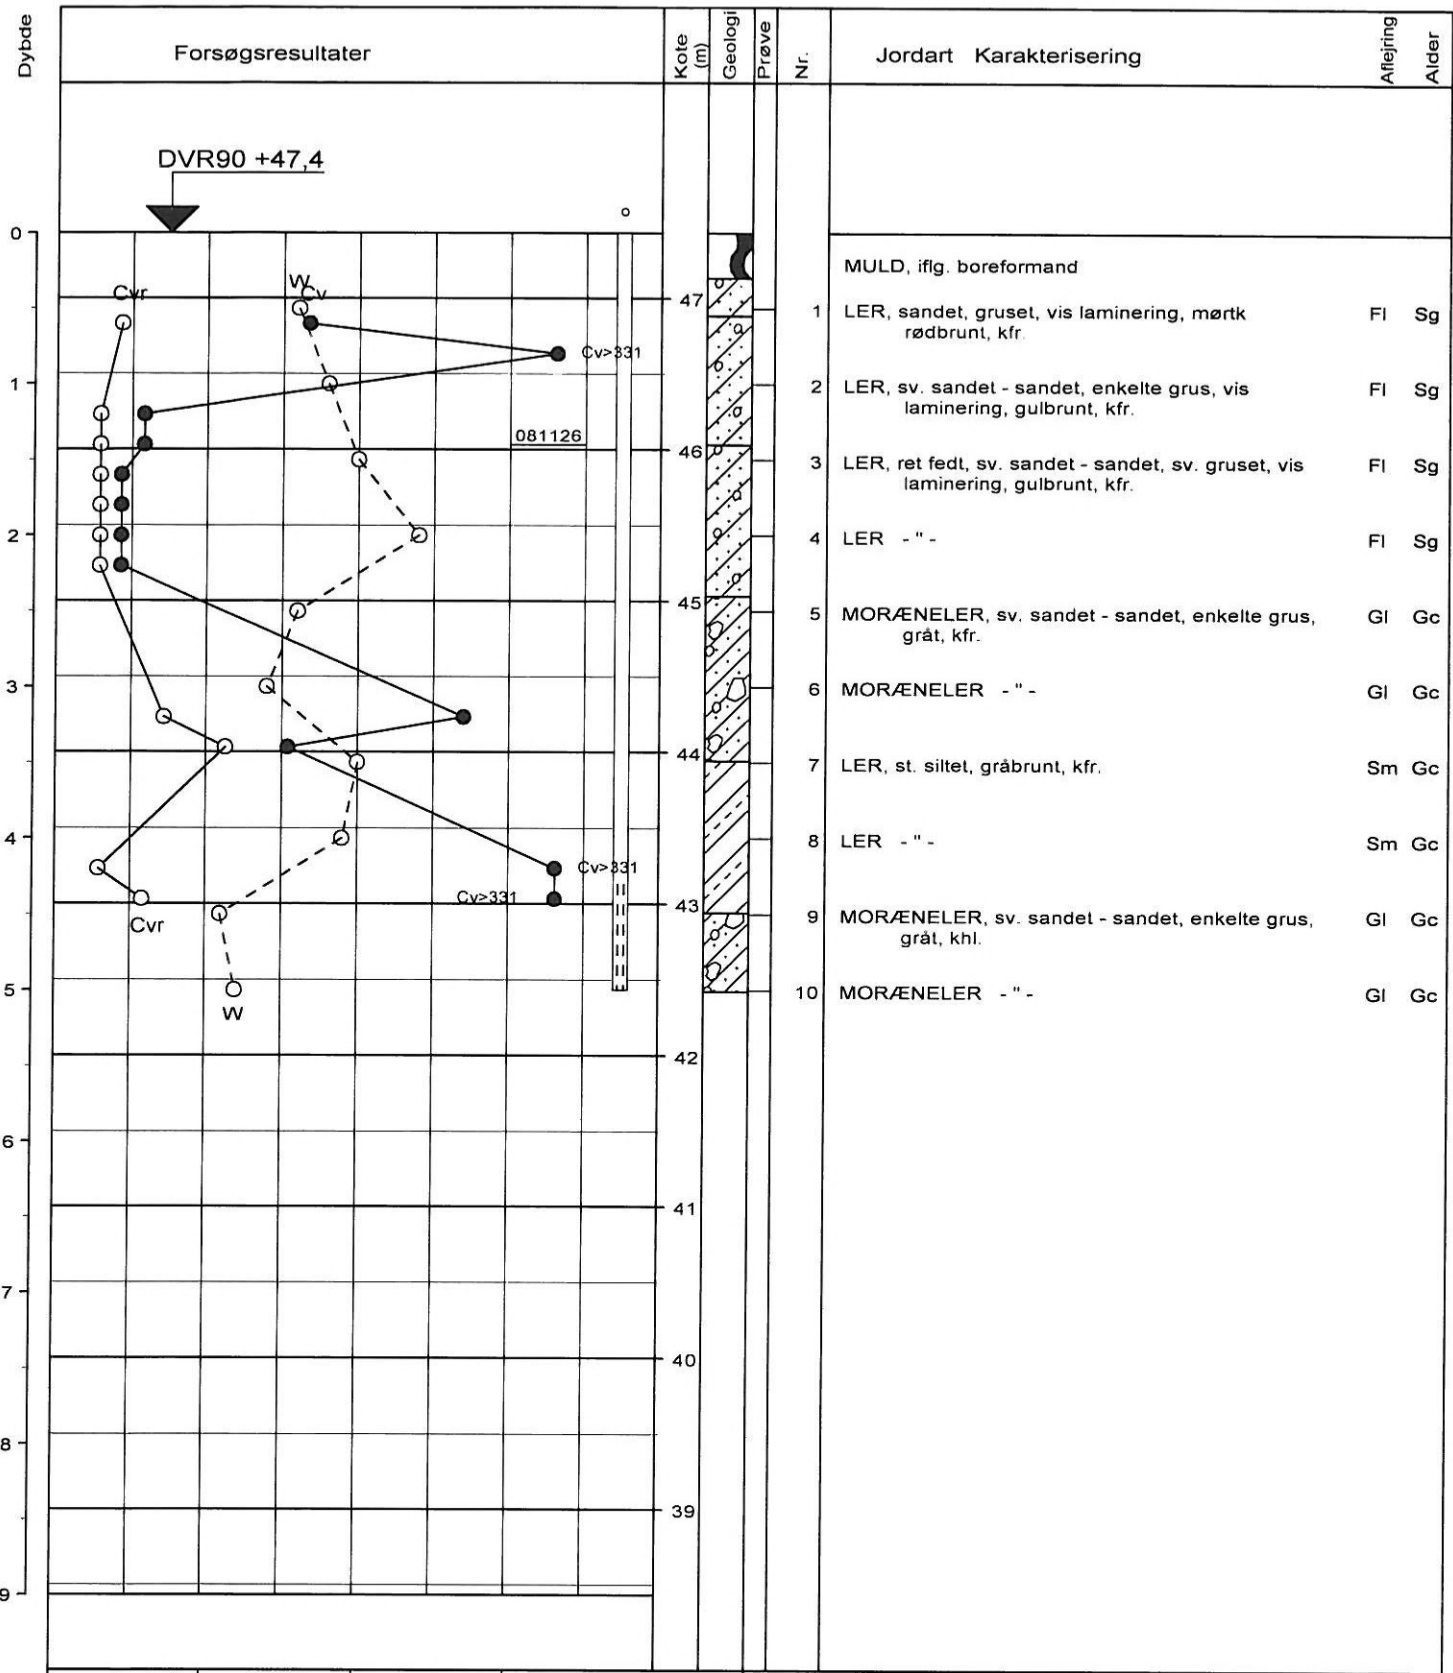 Dybde
Forsøgsresultater
Kote (m)
Geologi
Prøve
Nr.
Jordart Karakterisering
Aflejring
Alder
DVR90 +47,4
0
MULD, iflg. boreformand
Cvr
W
Cv
47
1 LER, sandet, gruset, vis laminering, mørtk Fl Sg
rødbrunt, kfr.
Cv>331
1
2 LER, sv. sandet - sandet, enkelte grus, vis Fl Sg
laminering, gulbrunt, kfr.
081126
46
3 LER, ret fedt, sv. sandet - sandet, sv. gruset, vis Fl Sg
laminering, gulbrunt, kfr.
2
4 LER - " - Fl Sg
45
5 MORÆNELER, sv. sandet - sandet, enkelte grus, Gl Gc
gråt, kfr.
3
6 MORÆNELER - " - Gl Gc
44
7 LER, st. siltet, gråbrunt, kfr. Sm Gc
4
8 LER - " - Sm Gc
Cv>331
Cv>331
43
Cvr
9 MORÆNELER, sv. sandet - sandet, enkelte grus, Gl Gc
gråt, khl.
5
10 MORÆNELER - " - Gl Gc
W
42
6
41
7
40
8
39
9